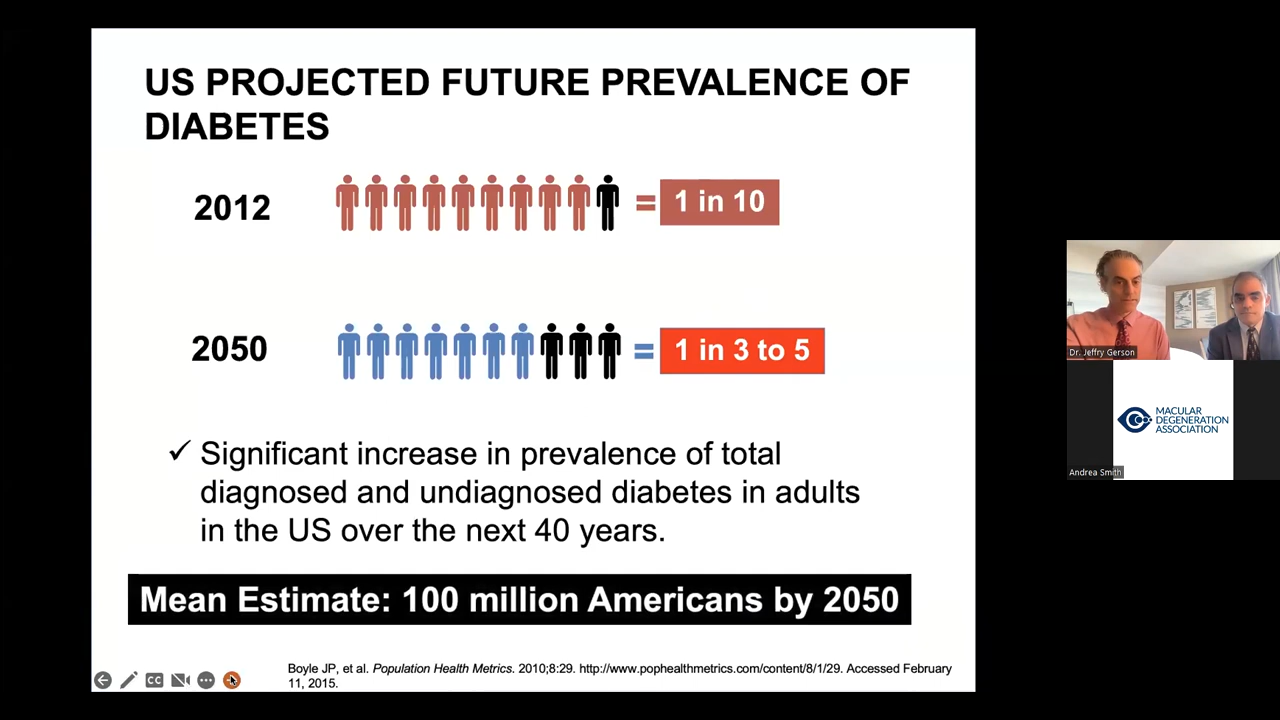 US PROJECTED FUTURE PREVALENCE OF
DIABETES
2012
= 1 in 10
2050
= 1 in 3 to 5
✓ Significant increase in prevalence of total
diagnosed and undiagnosed diabetes in adults
in the US over the next 40 years.
Mean Estimate: 100 million Americans by 2050
Boyle JP, et al. Population Health Metrics. 2010;8:29. http://www.pophealthmetrics.com/content/8/1/29. Accessed February
11, 2015.
CC
Dr. Jeffry Gerson
MACULAR
DEGENERATION
ASSOCIATION
Andrea Smith